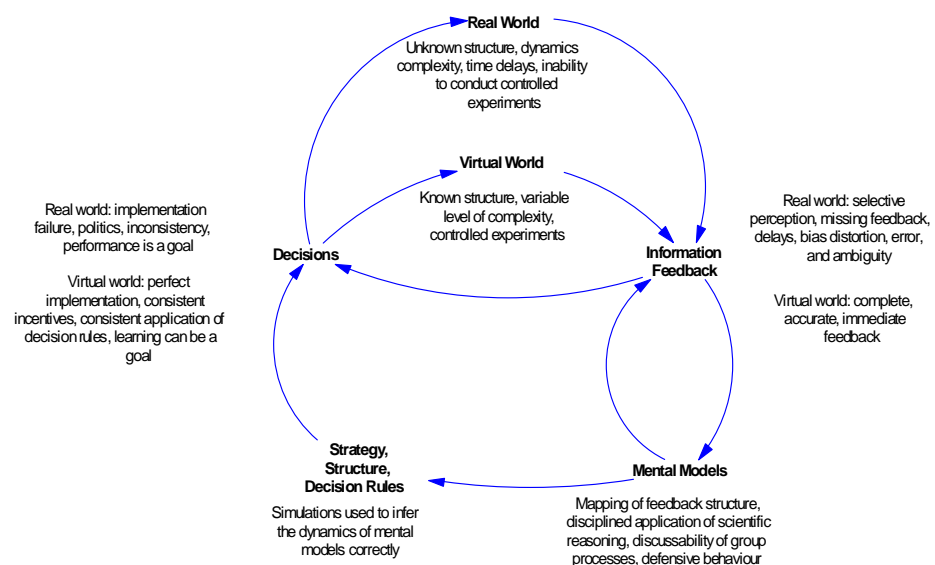 Real World
Unknown structure, dynamics
complexity, time delays, inability
to conduct controlled
experiments
Virtual World
Known structure, variable
level of complexity,
controlled experiments
Real world: implementation
failure, politics, inconsistency,
performance is a goal
Virtual world: perfect
implementation, consistent
incentives, consistent application of
decision rules, learning can be a
goal
Decisions
Information
Feedback
Real world: selective
perception, missing feedback,
delays, bias distortion, error,
and ambiguity
Virtual world: complete,
accurate, immediate
feedback
Strategy,
Structure,
Decision Rules
Simulations used to infer
the dynamics of mental
models correctly
Mental Models
Mapping of feedback structure,
disciplined application of scientific
reasoning, discussability of group
processes, defensive behaviour